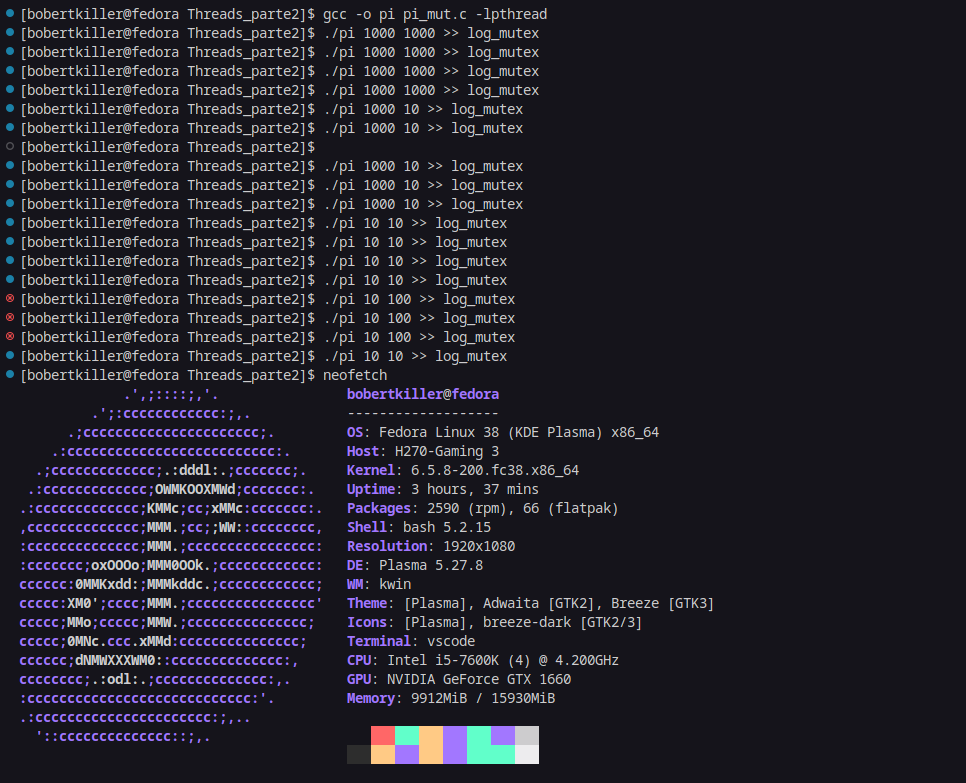 [bobertkiller@fedora Threads_parte2]$ gcc -o pi pi_mut.c -lpthread
[bobertkiller@fedora Threads_parte2]$ ./pi 1000 1000 >> log_mutex
[bobertkiller@fedora Threads_parte2]$ ./pi 1000 1000 >> log_mutex
[bobertkiller@fedora Threads_parte2]$ ./pi 1000 1000 >> log_mutex
[bobertkiller@fedora Threads_parte2]$ ./pi 1000 1000 >> log_mutex
[bobertkiller@fedora Threads_parte2]$ ./pi 1000 10 >> log_mutex
[bobertkiller@fedora Threads_parte2]$ ./pi 1000 10 >> log_mutex
[bobertkiller@fedora Threads_parte2]$
[bobertkiller@fedora Threads_parte2]$ ./pi 1000 10 >> log_mutex
[bobertkiller@fedora Threads_parte2]$ ./pi 1000 10 >> log_mutex
[bobertkiller@fedora Threads_parte2]$ ./pi 1000 10 >> log_mutex
[bobertkiller@fedora Threads_parte2]$ ./pi 10 10 >> log_mutex
[bobertkiller@fedora Threads_parte2]$ ./pi 10 10 >> log_mutex
[bobertkiller@fedora Threads_parte2]$ ./pi 10 10 >> log_mutex
[bobertkiller@fedora Threads_parte2]$ ./pi 10 10 >> log_mutex
[bobertkiller@fedora Threads_parte2]$ ./pi 10 100 >> log_mutex
[bobertkiller@fedora Threads_parte2]$ ./pi 10 100 >> log_mutex
[bobertkiller@fedora Threads_parte2]$ ./pi 10 100 >> log_mutex
[bobertkiller@fedora Threads_parte2]$ ./pi 10 10 >> log_mutex
[bobertkiller@fedora Threads_parte2]$ neofetch
             .',;::::;,'.                bobertkiller@fedora
         .';:cccccccccccc:;,.            -------------------
      .;cccccccccccccccccccccc;.         OS: Fedora Linux 38 (KDE Plasma) x86_64
    .:cccccccccccccccccccccccccc:.       Host: H270-Gaming 3
  .;ccccccccccccc;.:dddl:.;ccccccc;.     Kernel: 6.5.8-200.fc38.x86_64
 .:ccccccccccccc;OWMKOOXMWd;ccccccc:.    Uptime: 3 hours, 37 mins
.:ccccccccccccc;KMMc;cc;xMMc:ccccccc:.   Packages: 2590 (rpm), 66 (flatpak)
,cccccccccccccc;MMM.;cc;;WW::cccccccc,   Shell: bash 5.2.15
:cccccccccccccc;MMM.;cccccccccccccccc:   Resolution: 1920x1080
:ccccccc;oxOOOo;MMM0OOk.;cccccccccccc:   DE: Plasma 5.27.8
cccccc:0MMKxdd:;MMMkddc.;cccccccccccc;   WM: kwin
ccccc:XM0';cccc;MMM.;cccccccccccccccc'   Theme: [Plasma], Adwaita [GTK2], Breeze [GTK3]
ccccc;MMo;ccccc;MMW.;ccccccccccccccc;    Icons: [Plasma], breeze-dark [GTK2/3]
ccccc;0MNc.ccc.xMMd:ccccccccccccccc;     Terminal: vscode
cccccc;dNMWXXXWM0::cccccccccccccc:,      CPU: Intel i5-7600K (4) @ 4.200GHz
cccccccc;.:odl:.;cccccccccccccc:,.       GPU: NVIDIA GeForce GTX 1660
:cccccccccccccccccccccccccccc:'.         Memory: 9912MiB / 15930MiB
.:cccccccccccccccccccccc:;,..
  '::cccccccccccccc::;,.